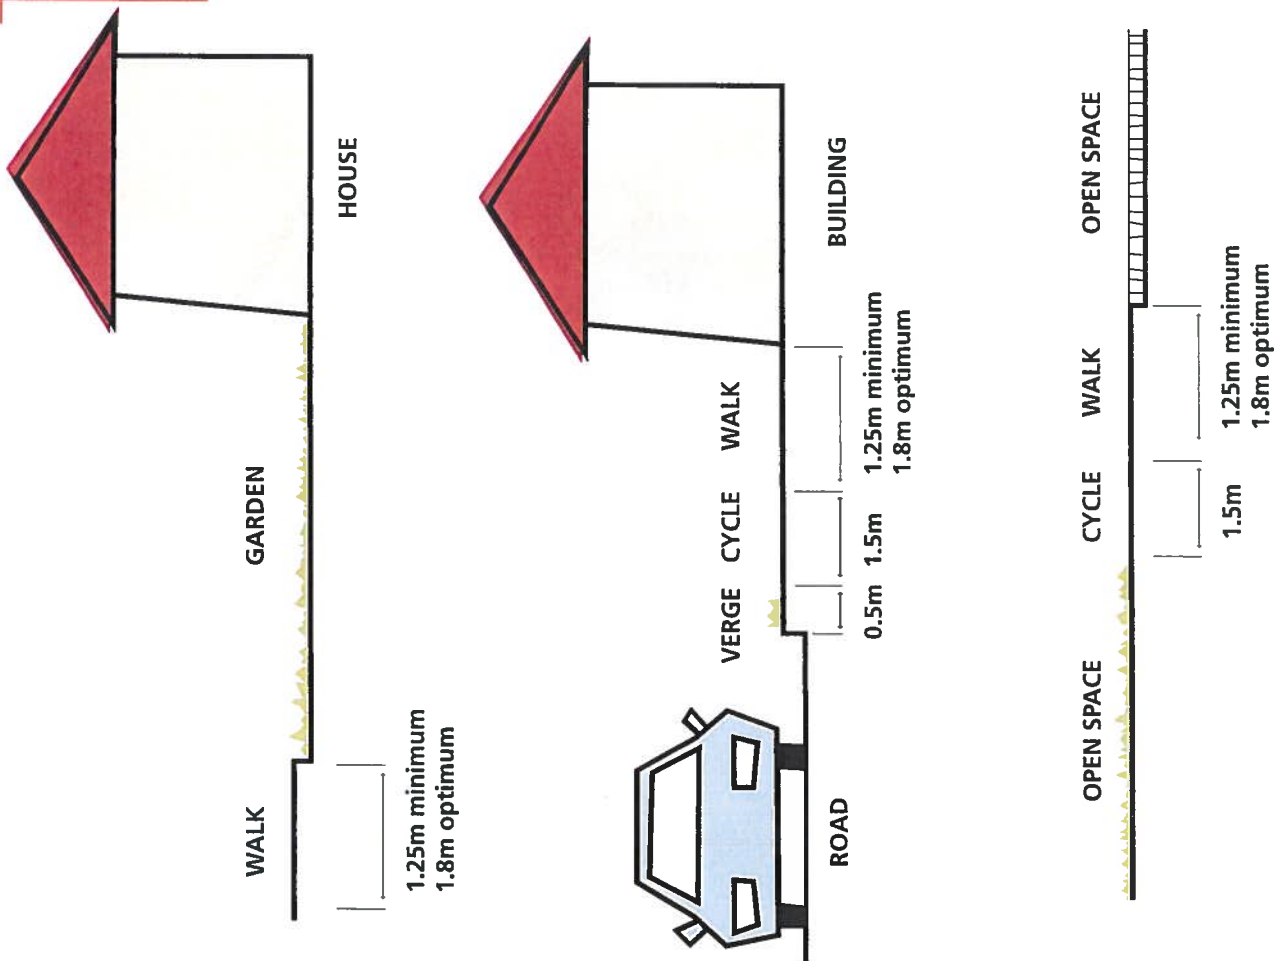 HOUSE
GARDEN
WALK
1.25m minimum
1.8m optimum
BUILDING
WALK
CYCLE
VERGE
1.25m minimum
1.8m optimum
1.5m
0.5m
ROAD
OPEN SPACE
WALK
CYCLE
OPEN SPACE
1.25m minimum
1.8m optimum
1.5m